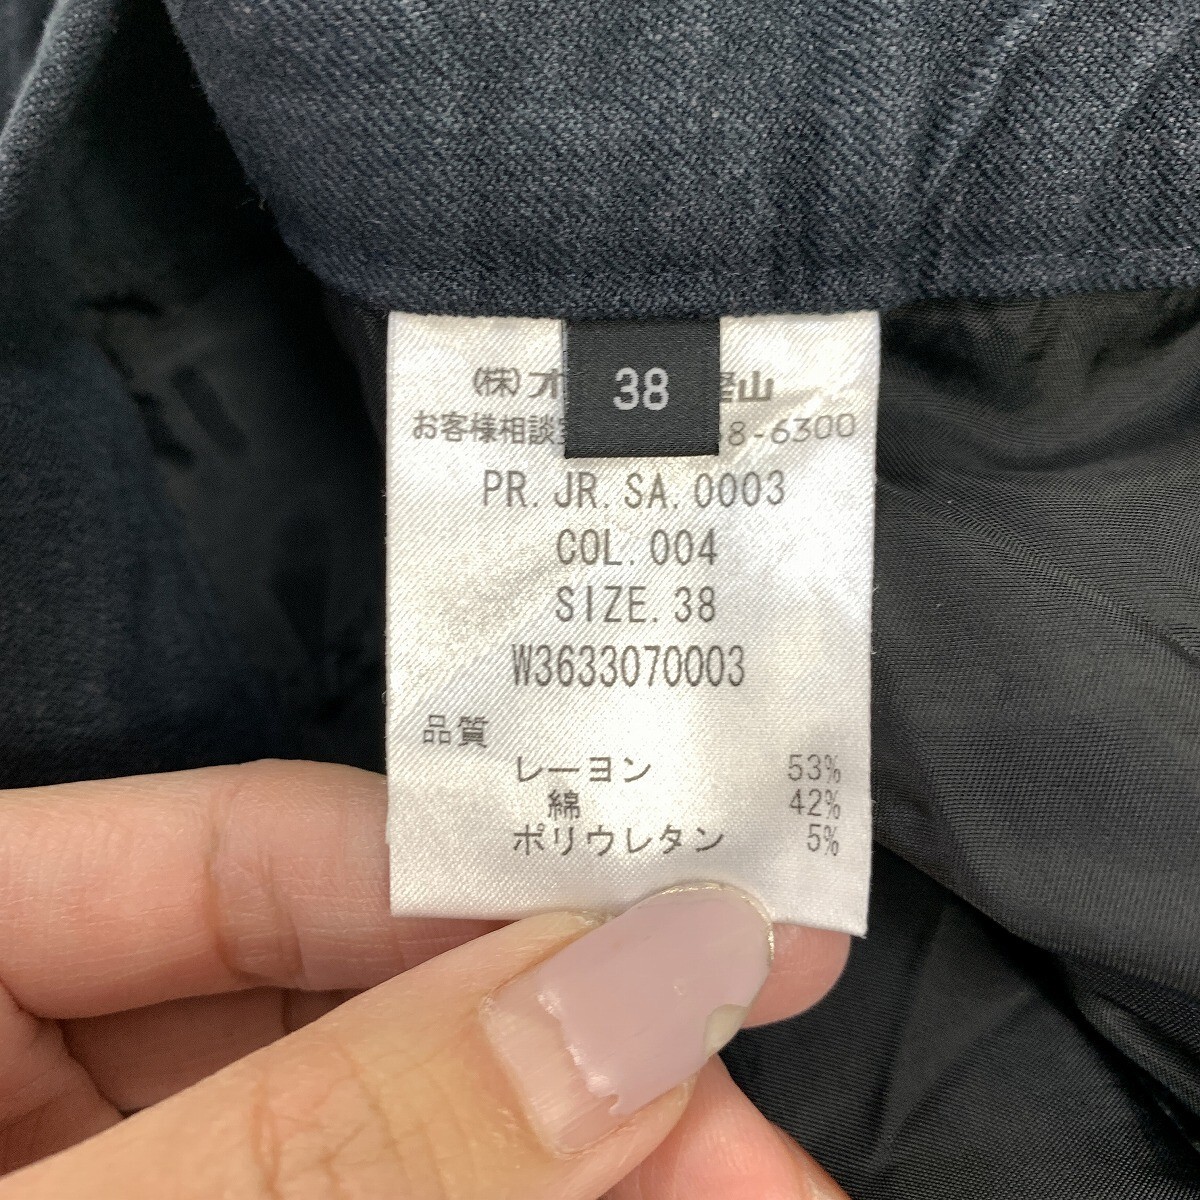 38
(株)オ 山
お客様相談 8-6300
PR.JR.SA.0003
COL.004
SIZE.38
W3633070003
品質
レーヨン 53%
綿 42%
ポリウレタン 5%